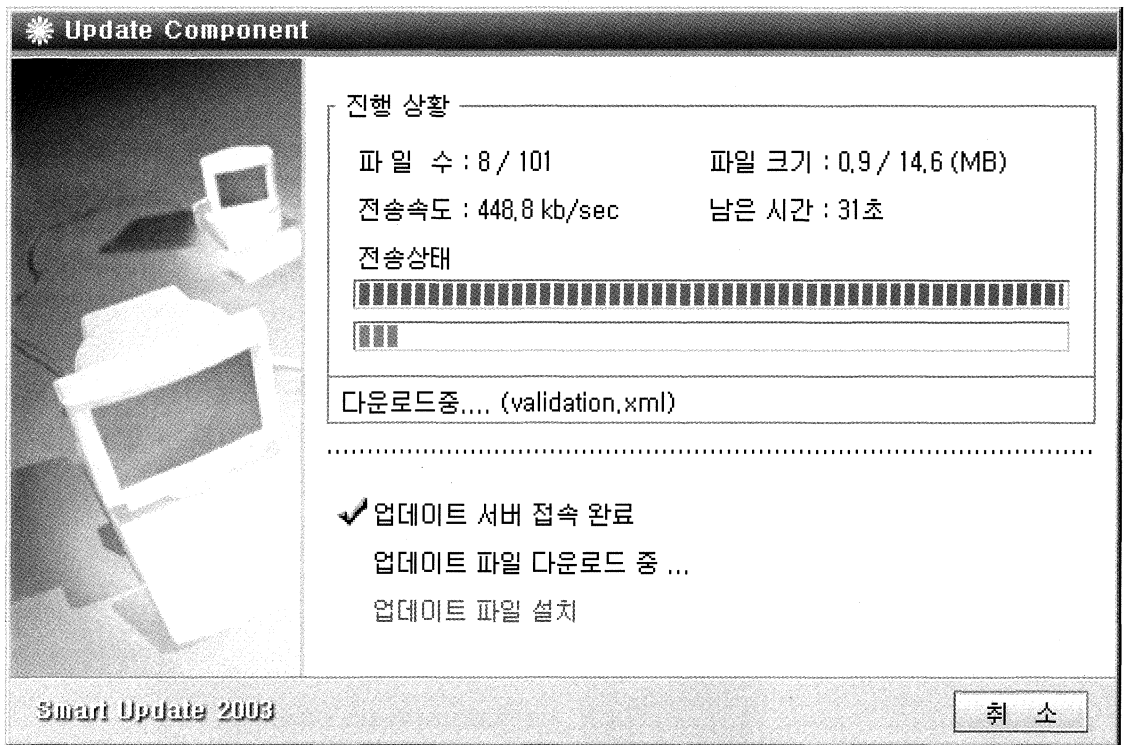 Update Component
진행 상황
파일 수 : 8 / 101 파일 크기 : 0.9 / 14.6 (MB)
전송속도 : 448.8 kb/sec 남은 시간 : 31초
전송상태
다운로드중.... (validation.xml)
업데이트 서버 접속 완료
업데이트 파일 다운로드 중 ...
업데이트 파일 설치
Smart Update 2003
취 소